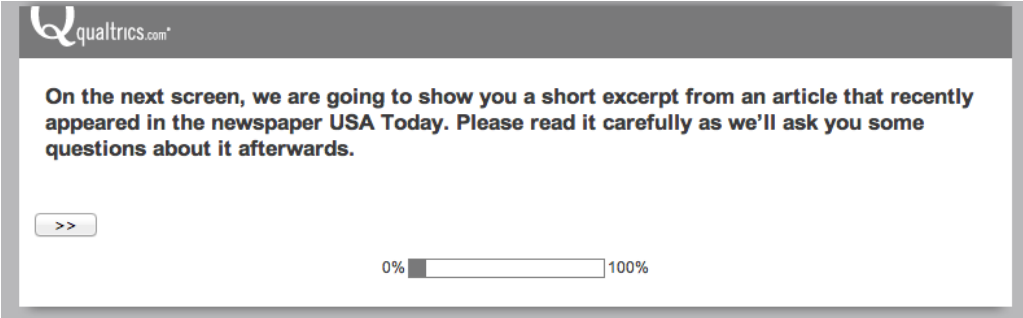 qualtrics.com
On the next screen, we are going to show you a short excerpt from an article that recently
appeared in the newspaper USA Today. Please read it carefully as we’ll ask you some
questions about it afterwards.
>>
0% 100%